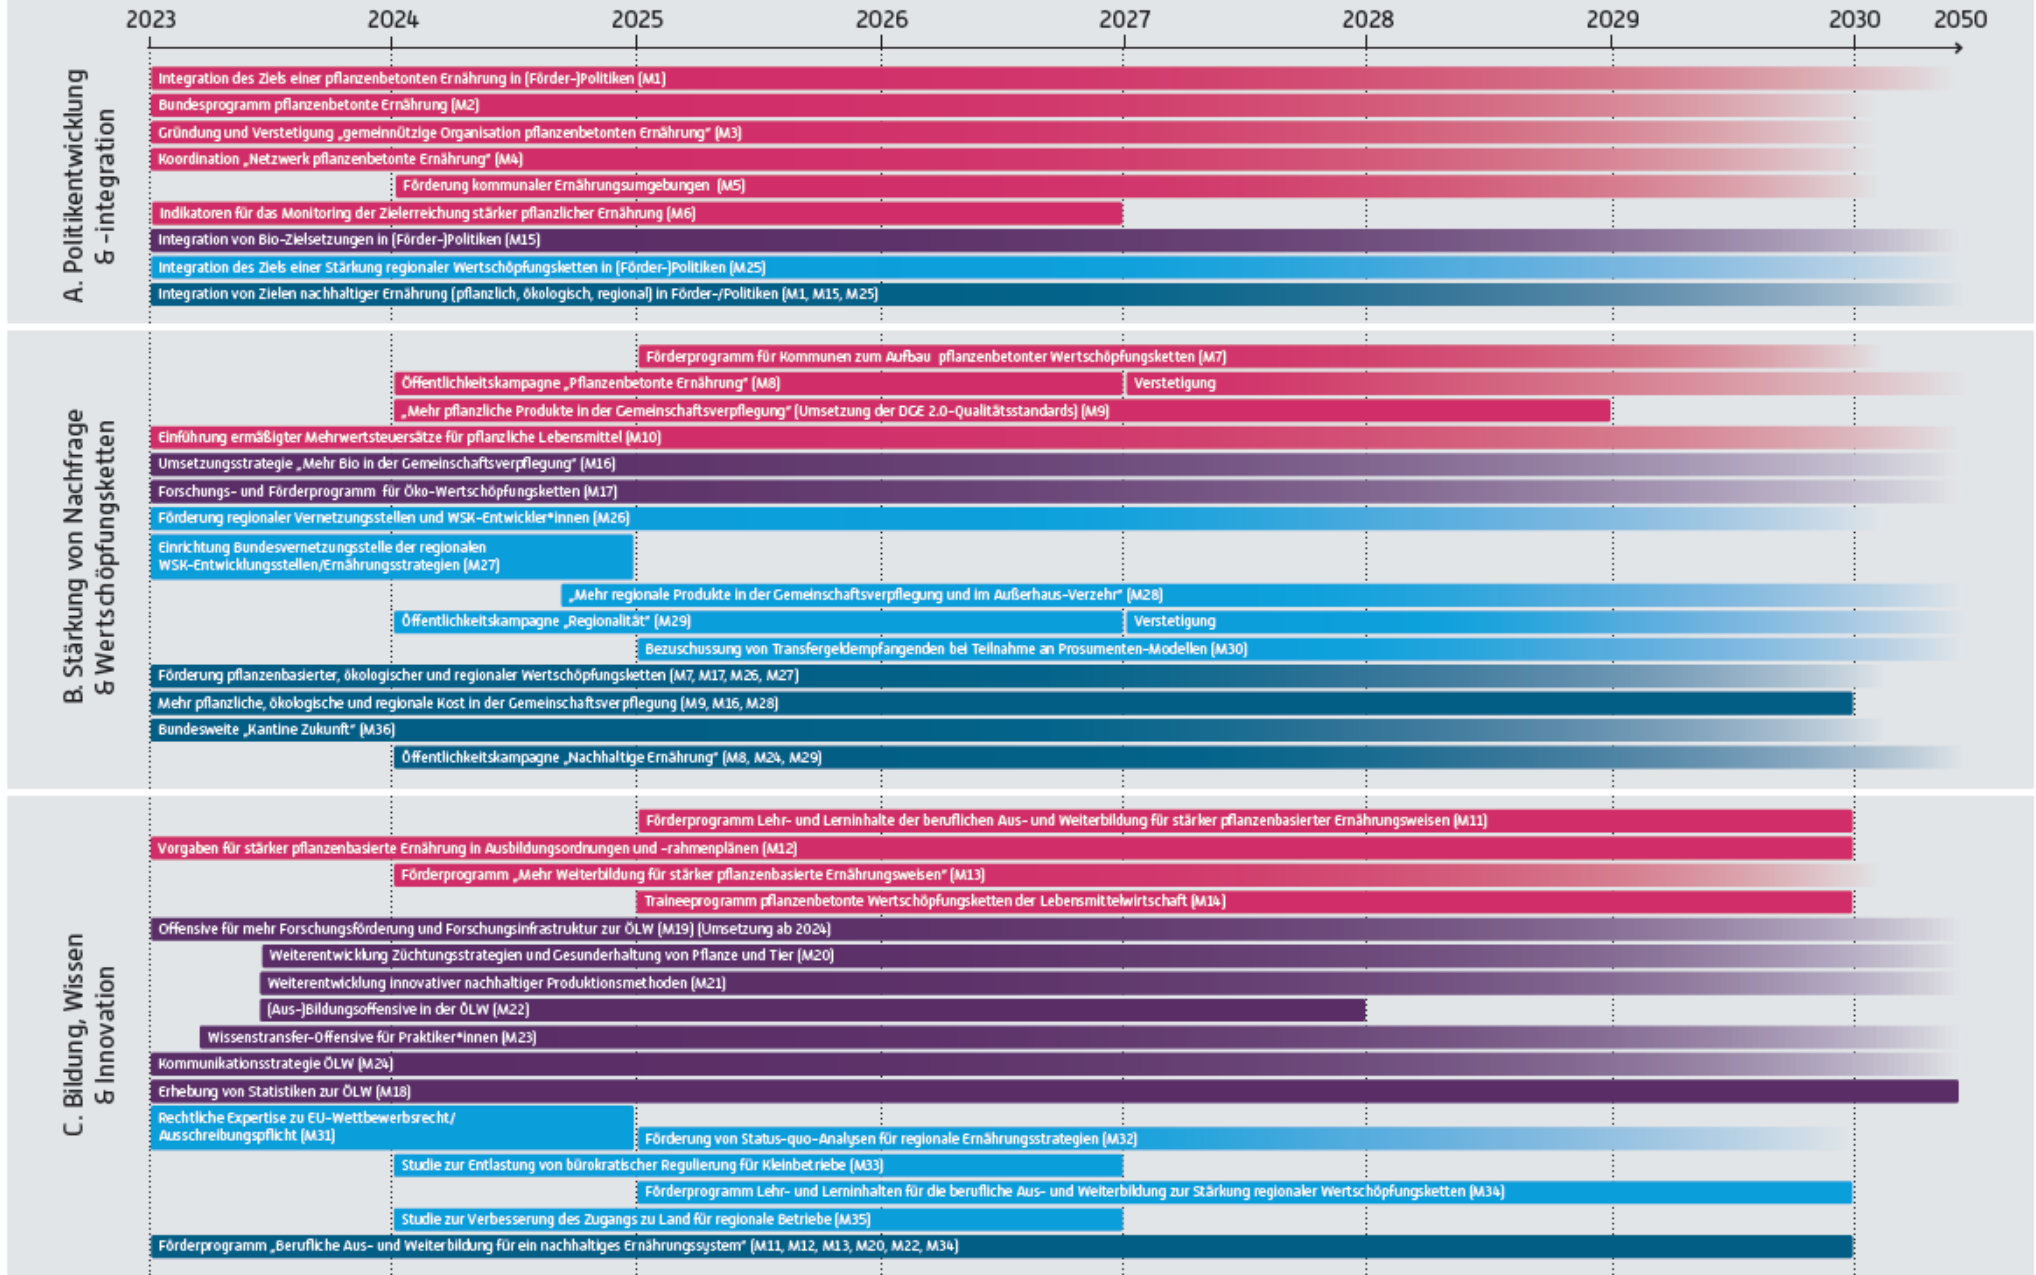 2023 2024 2025 2026 2027 2028 2029 2030 2050
A. Politikentwicklung
& -integration
Integration des Ziels einer pflanzenbetonten Ernährung in (Förder-)Politiken (M1)
Bundesprogramm pflanzenbetonte Ernährung (M2)
Gründung und Verstetigung „gemeinnützige Organisation pflanzenbetonten Ernährung“ (M3)
Koordination „Netzwerk pflanzenbetonte Ernährung“ (M4)
Förderung kommunaler Ernährungsumgebungen (M5)
Indikatoren für das Monitoring der Zielerreichung stärker pflanzlicher Ernährung (M6)
Integration von Bio-Zielsetzungen in (Förder-)Politiken (M15)
Integration des Ziels einer Stärkung regionaler Wertschöpfungsketten in (Förder-)Politiken (M25)
Integration von Zielen nachhaltiger Ernährung (pflanzlich, ökologisch, regional) in Förder-/Politiken (M1, M15, M25)
B. Stärkung von Nachfrage
& Wertschöpfungsketten
Förderprogramm für Kommunen zum Aufbau pflanzenbetonter Wertschöpfungsketten (M7)
Öffentlichkeitskampagne „Pflanzenbetonte Ernährung“ (M8) Verstetigung
„Mehr pflanzliche Produkte in der Gemeinschaftsverpflegung“ (Umsetzung der DGE 2.0-Qualitätsstandards) (M9)
Einführung ermäßigter Mehrwertsteuersätze für pflanzliche Lebensmittel (M10)
Umsetzungsstrategie „Mehr Bio in der Gemeinschaftsverpflegung“ (M16)
Forschungs- und Förderprogramm für Öko-Wertschöpfungsketten (M17)
Förderung regionaler Vernetzungsstellen und WSK-Entwickler*innen (M26)
Einrichtung Bundesvernetzungsstelle der regionalen
WSK-Entwicklungsstellen/Ernährungsstrategien (M27)
„Mehr regionale Produkte in der Gemeinschaftsverpflegung und im Außerhaus-Verzehr“ (M28)
Öffentlichkeitskampagne „Regionalität“ (M29) Verstetigung
Bezuschussung von Transfergeldempfangenden bei Teilnahme an Prosumenten-Modellen (M30)
Förderung pflanzenbasierter, ökologischer und regionaler Wertschöpfungsketten (M7, M17, M26, M27)
Mehr pflanzliche, ökologische und regionale Kost in der Gemeinschaftsverpflegung (M9, M16, M28)
Bundesweite „Kantine Zukunft“ (M36)
Öffentlichkeitskampagne „Nachhaltige Ernährung“ (M8, M24, M29)
C. Bildung, Wissen
& Innovation
Förderprogramm Lehr- und Lerninhalte der beruflichen Aus- und Weiterbildung für stärker pflanzenbasierter Ernährungsweisen (M11)
Vorgaben für stärker pflanzenbasierte Ernährung in Ausbildungsordnungen und -rahmenplänen (M12)
Förderprogramm „Mehr Weiterbildung für stärker pflanzenbasierte Ernährungsweisen“ (M13)
Traineeprogramm pflanzenbetonte Wertschöpfungsketten der Lebensmittelwirtschaft (M14)
Offensive für mehr Forschungsförderung und Forschungsinfrastruktur zur ÖLW (M19) (Umsetzung ab 2024)
Weiterentwicklung Züchtungsstrategien und Gesunderhaltung von Pflanze und Tier (M20)
Weiterentwicklung innovativer nachhaltiger Produktionsmethoden (M21)
(Aus-)Bildungsoffensive in der ÖLW (M22)
Wissenstransfer-Offensive für Praktiker*innen (M23)
Kommunikationsstrategie ÖLW (M24)
Erhebung von Statistiken zur ÖLW (M18)
Rechtliche Expertise zu EU-Wettbewerbsrecht/
Ausschreibungspflicht (M31)
Förderung von Status-quo-Analysen für regionale Ernährungsstrategien (M32)
Studie zur Entlastung von bürokratischer Regulierung für Kleinbetriebe (M33)
Förderprogramm Lehr- und Lerninhalten für die berufliche Aus- und Weiterbildung zur Stärkung regionaler Wertschöpfungsketten (M34)
Studie zur Verbesserung des Zugangs zu Land für regionale Betriebe (M35)
Förderprogramm „Berufliche Aus- und Weiterbildung für ein nachhaltiges Ernährungssystem“ (M11, M12, M13, M20, M22, M34)